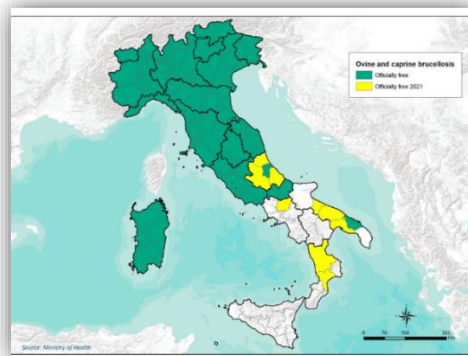 Ovine and caprine brucellosis
Officially free
Officially free 2021
Source: Ministry of Health